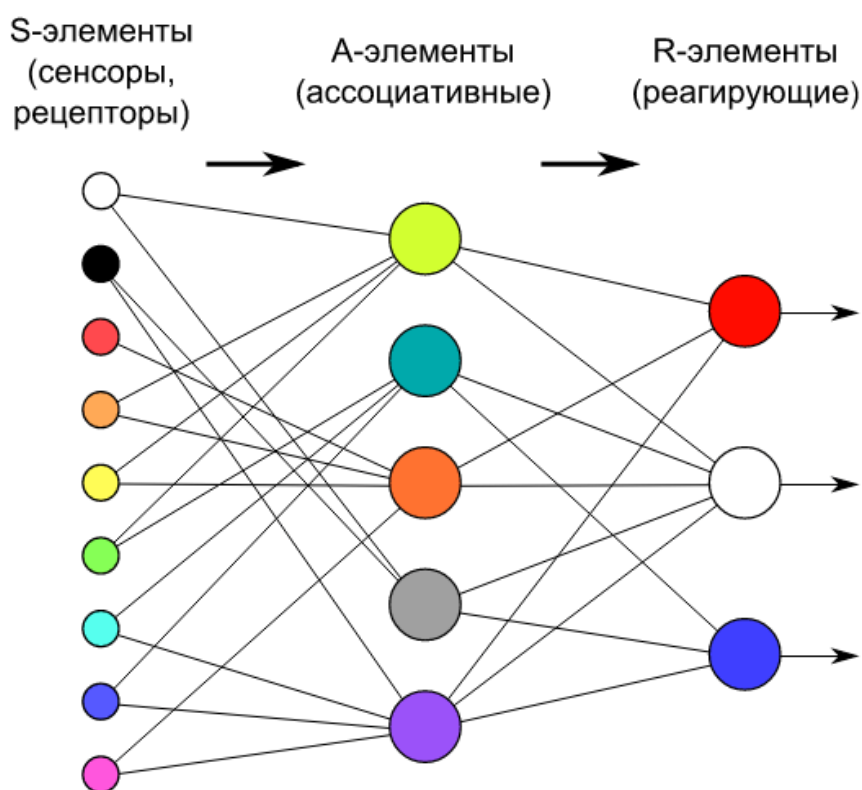 S-элементы
(сенсоры,
рецепторы)
А-элементы
(ассоциативные)
R-элементы
(реагирующие)